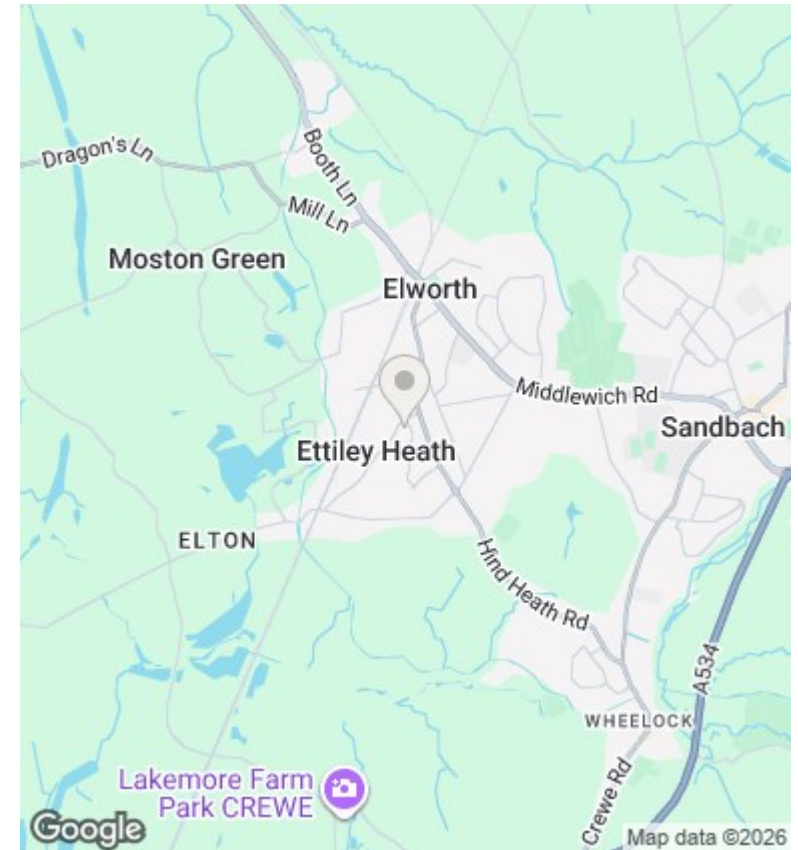 Dragon's Ln
Booth Ln
Mill Ln
Moston Green
Elworth
Middlewich Rd
Sandbach
Ettiley Heath
ELTON
Hind Heath Rd
A534
WHEELOCK
Lakemore Farm
Park CREWE
Crewe Rd
Google
Map data ©2026